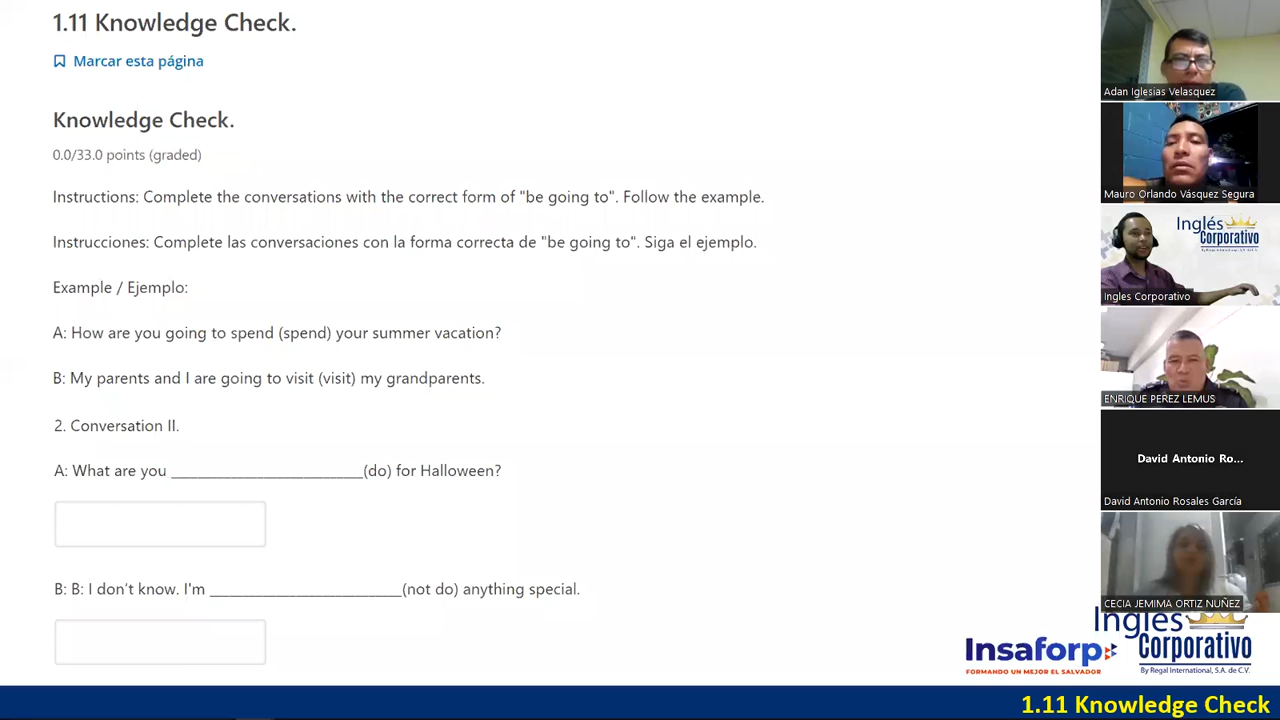 1.11 Knowledge Check.
Marcar esta página
Knowledge Check.
0.0/33.0 points (graded)
Instructions: Complete the conversations with the correct form of "be going to". Follow the example.
Instrucciones: Complete las conversaciones con la forma correcta de "be going to". Siga el ejemplo.
Example / Ejemplo:
A: How are you going to spend (spend) your summer vacation?
B: My parents and I are going to visit (visit) my grandparents.
2. Conversation II.
A: What are you ____________________________(do) for Halloween?
B: B: I don't know. I'm ____________________________(not do) anything special.
Adan Iglesias Velasquez
Mauro Orlando Vásquez Segura
Inglés
Corporativo
By Regal International, S.A. de C.V.
Ingles Corporativo
ENRIQUE PEREZ LEMUS
David Antonio Ro...
David Antonio Rosales García
CECIA JEMIMA ORTIZ NUÑEZ
Insaforp
FORMANDO UN MEJOR EL SALVADOR
Inglés
Corporativo
By Regal International, S.A. de C.V.
1.11 Knowledge Check